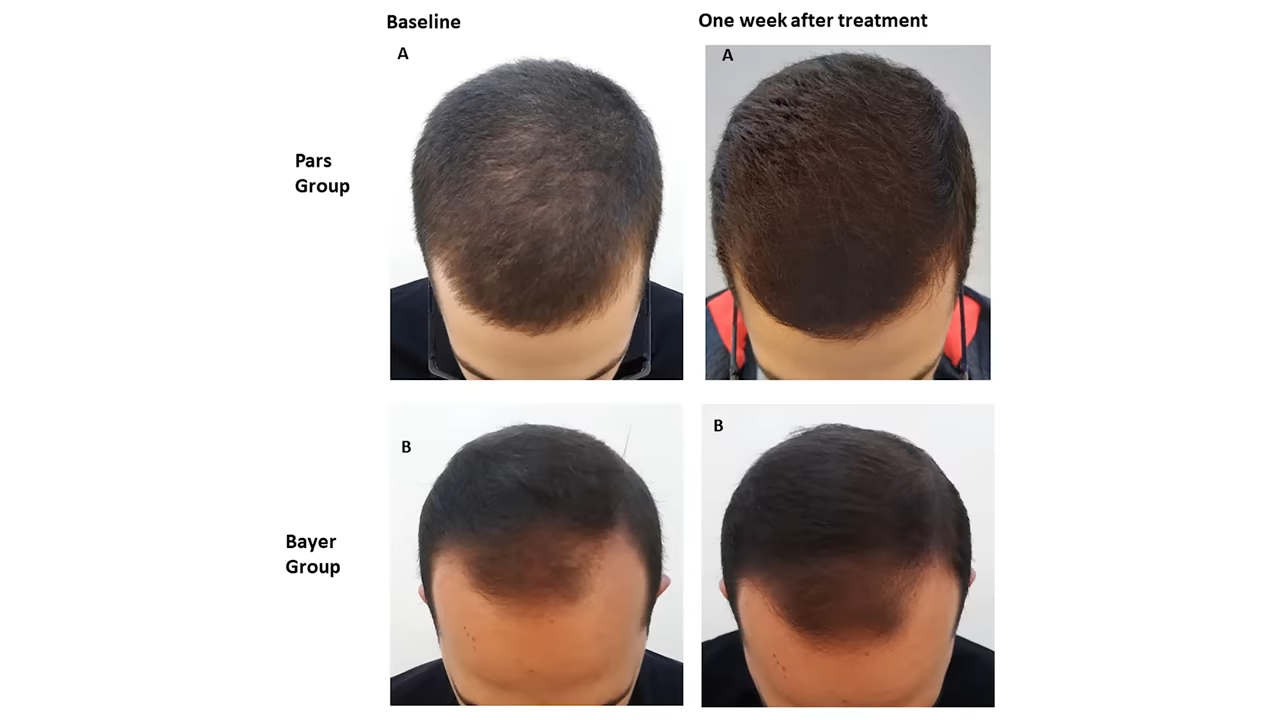 Baseline
One week after treatment
A
A
Pars
Group
B
B
Bayer
Group